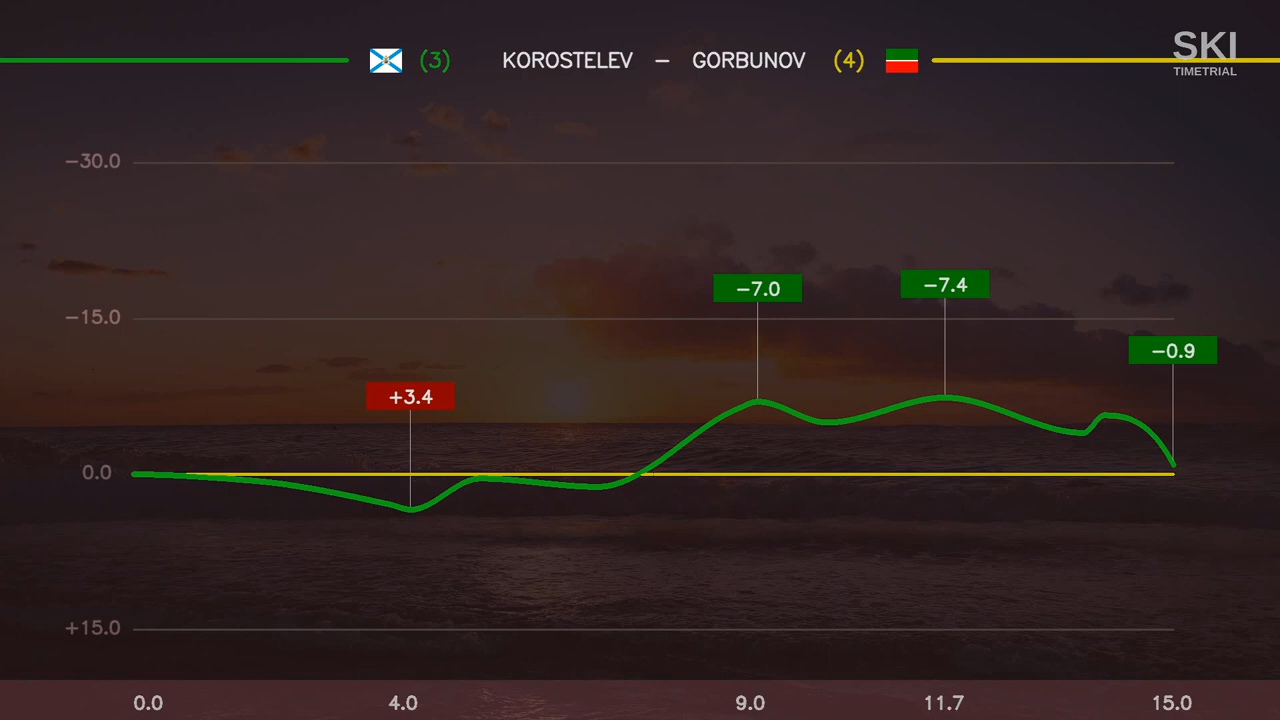 (3) KOROSTELEV – GORBUNOV (4)
SKI
TIMETRIAL
−30.0
−7.0
−7.4
−15.0
−0.9
+3.4
0.0
+15.0
0.0 4.0 9.0 11.7 15.0